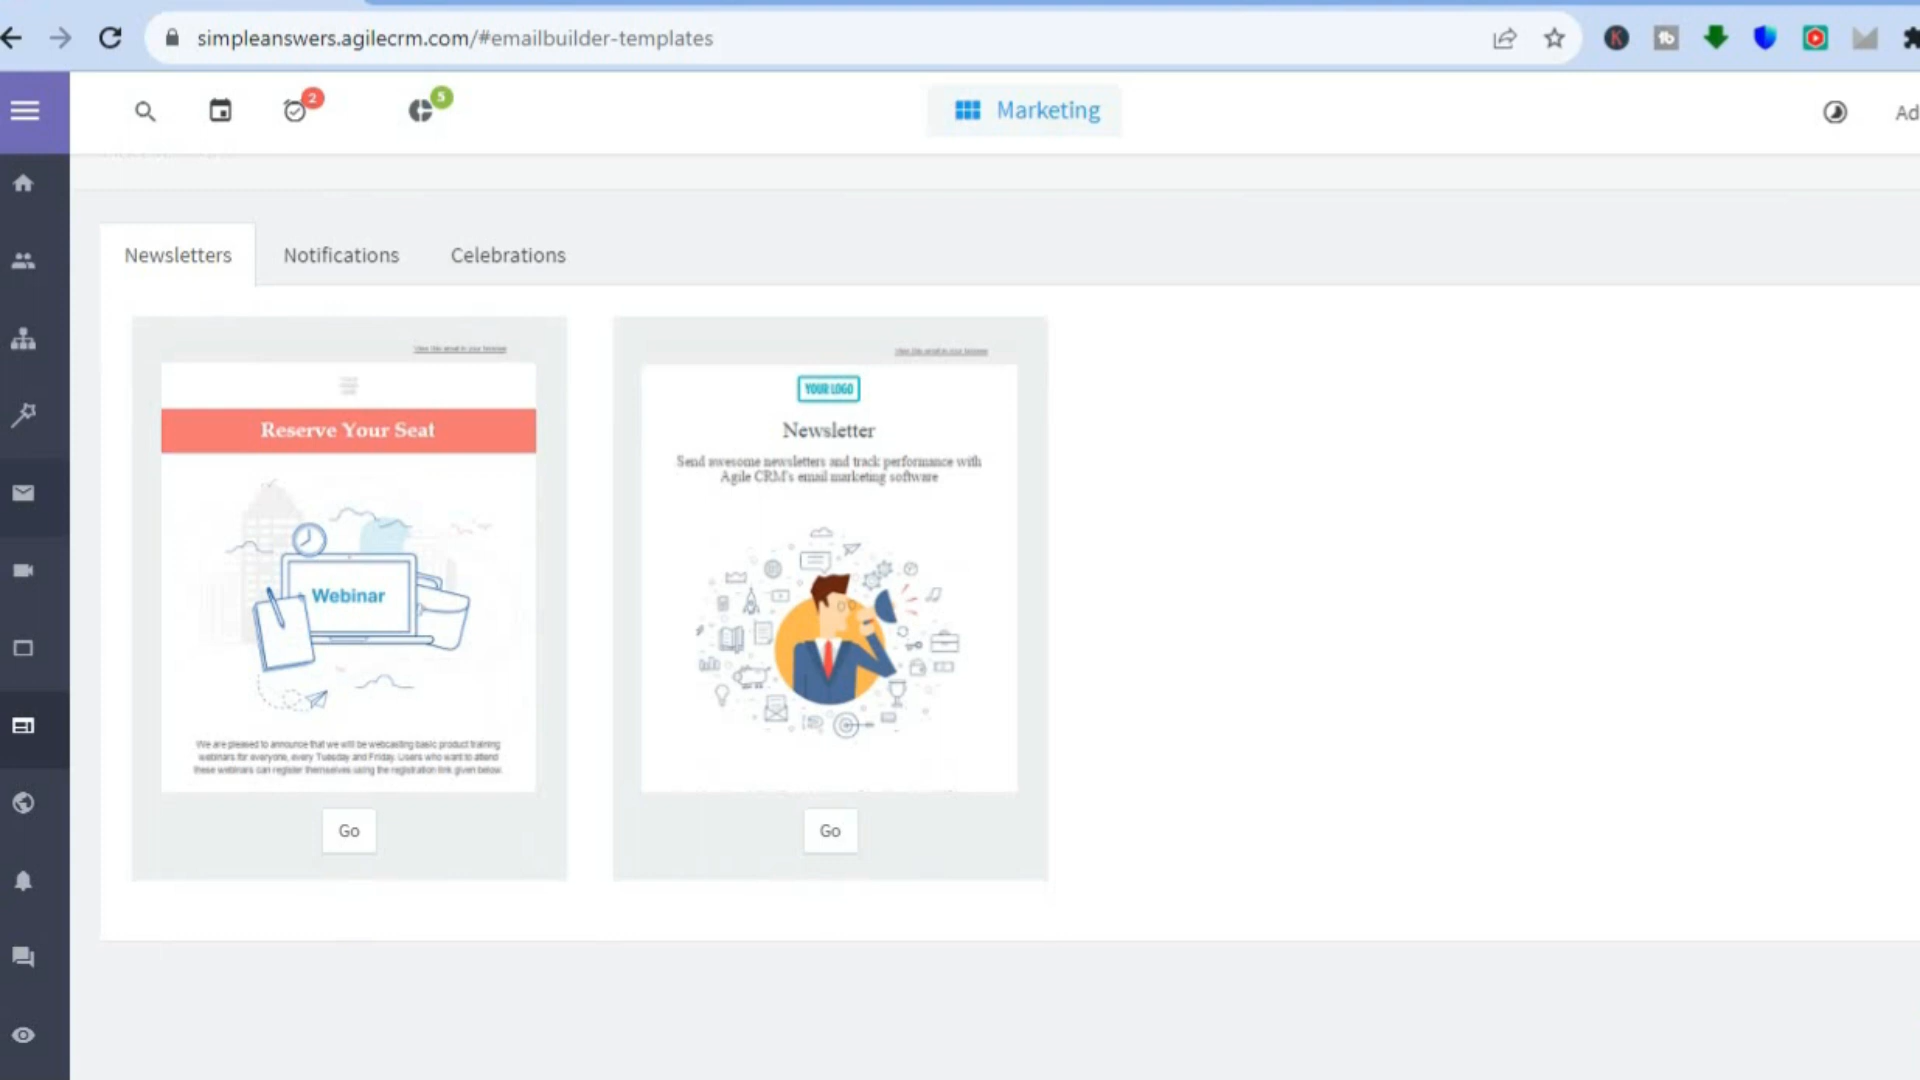 simpleanswers.agilecrm.com/#emailbuilder-templates
K
2
5
Marketing
Ad
Newsletters
Notifications
Celebrations
View this email in your browser
Reserve Your Seat
Webinar
We are pleased to announce that we will be webcasting basic product training
webinars for everyone, every Tuesday and Friday. Users who want to attend
these webinars can register themselves using the registration link given below.
Go
View this email in your browser
YOUR LOGO
Newsletter
Send awesome newsletters and track performance with
Agile CRM's email marketing software
Go